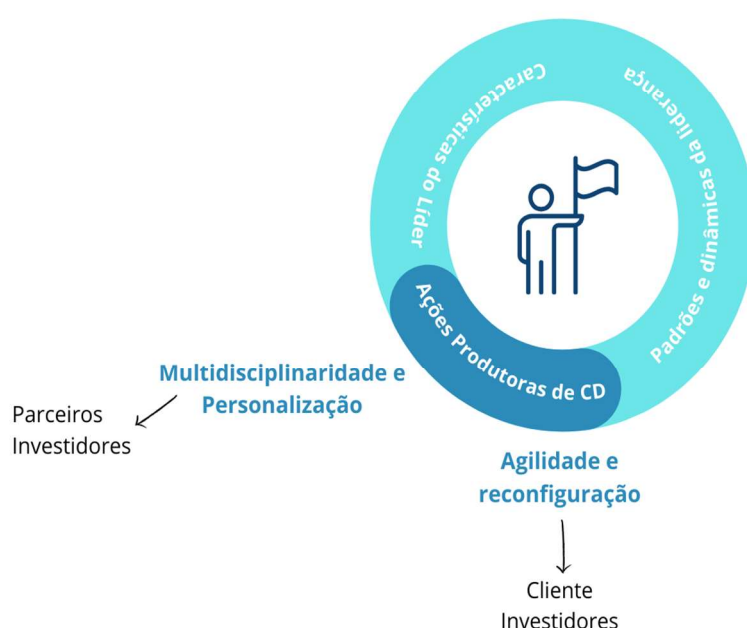 Características do Líder
Padrões e dinâmicas da liderança
Ações Produtoras de CD
Multidisciplinaridade e
Personalização
Parceiros
Investidores
Agilidade e
reconfiguração
Cliente
Investidores